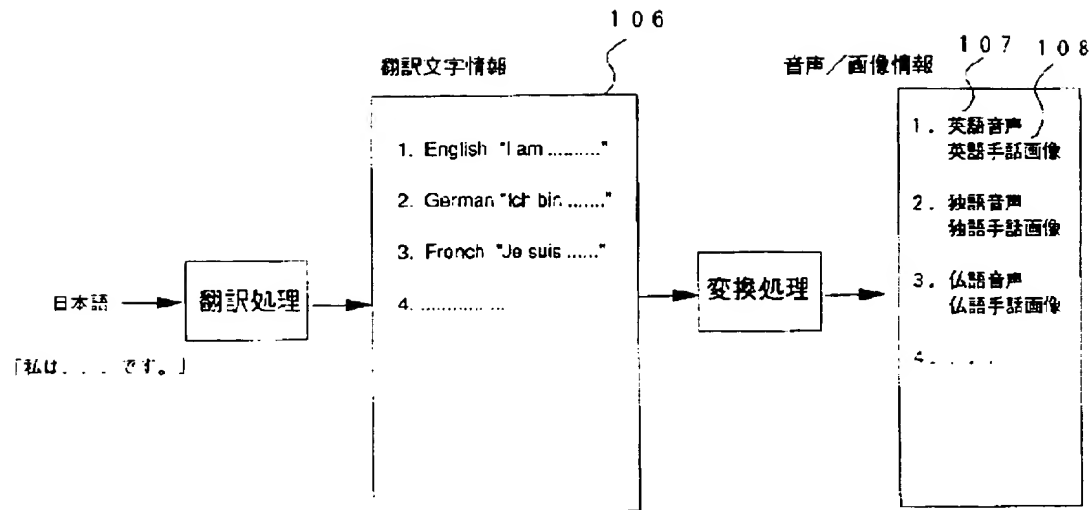 106
翻訳文字情報
1. English "I am ..........."
2. German "Ich bin ......."
3. Fronch "Je suis ......"
4. ................
日本語
翻訳処理
「私は．．．です。」
変換処理
107 108
音声／画像情報
1．英語音声
英語手話画像
2．独語音声
独語手話画像
3．仏語音声
仏語手話画像
4．．．．